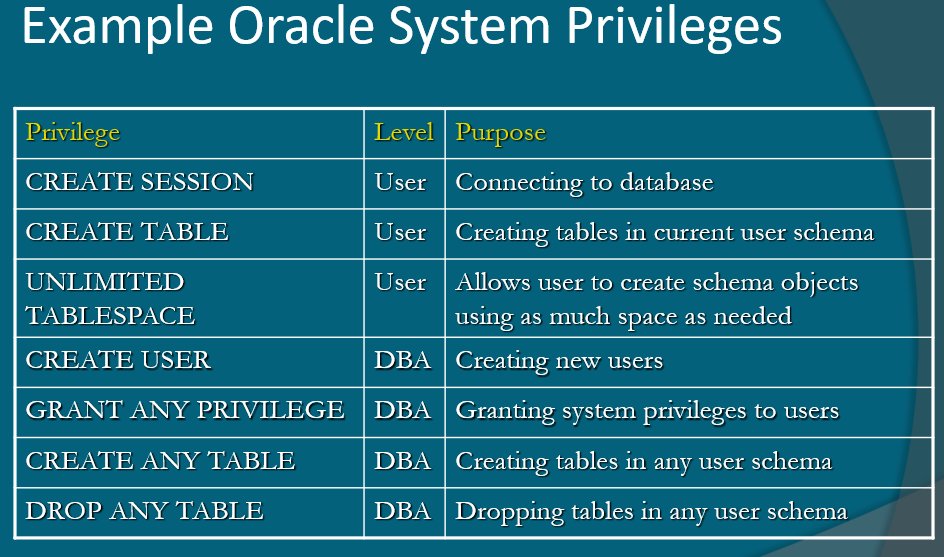 Example Oracle System Privileges
Privilege Level Purpose
CREATE SESSION User Connecting to database
CREATE TABLE User Creating tables in current user schema
UNLIMITED User Allows user to create schema objects
TABLESPACE using as much space as needed
CREATE USER DBA Creating new users
GRANT ANY PRIVILEGE DBA Granting system privileges to users
CREATE ANY TABLE DBA Creating tables in any user schema
DROP ANY TABLE DBA Dropping tables in any user schema